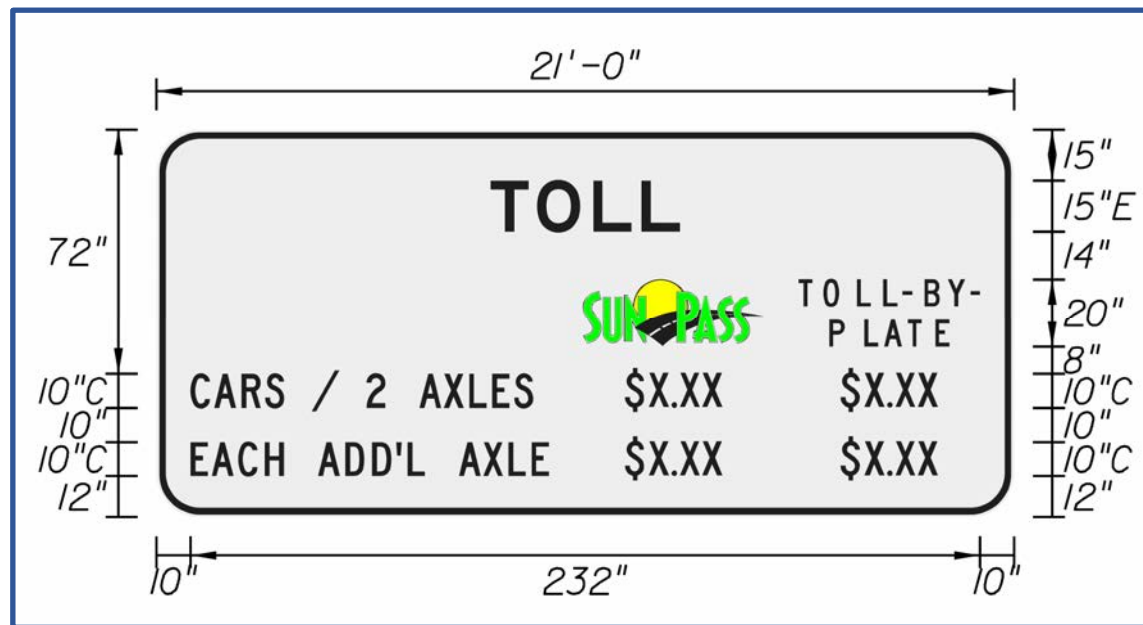 21'-0"
15"
TOLL
15"E
72"
14"
SUNPASS
TOLL-BY-
PLATE
20"
8"
10"C
CARS / 2 AXLES $X.XX $X.XX
10"C
10"
10"
10"C
EACH ADD'L AXLE $X.XX $X.XX
10"C
12"
12"
10"
232"
10"